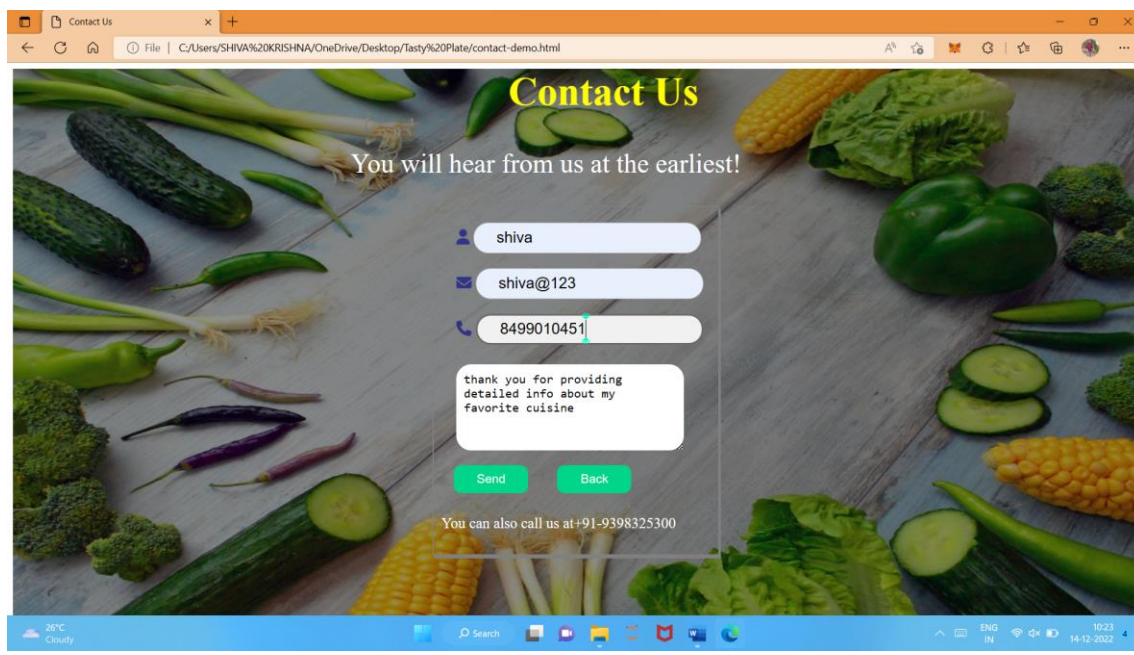 Contact Us
File | C:/Users/SHIVA%20KRISHNA/OneDrive/Desktop/Tasty%20Plate/contact-demo.html
Contact Us
You will hear from us at the earliest!
shiva
shiva@123
8499010451
thank you for providing
detailed info about my
favorite cuisine
Send Back
You can also call us at+91-9398325300
26°C
Cloudy
Search
ENG
IN
10:23
14-12-2022
4